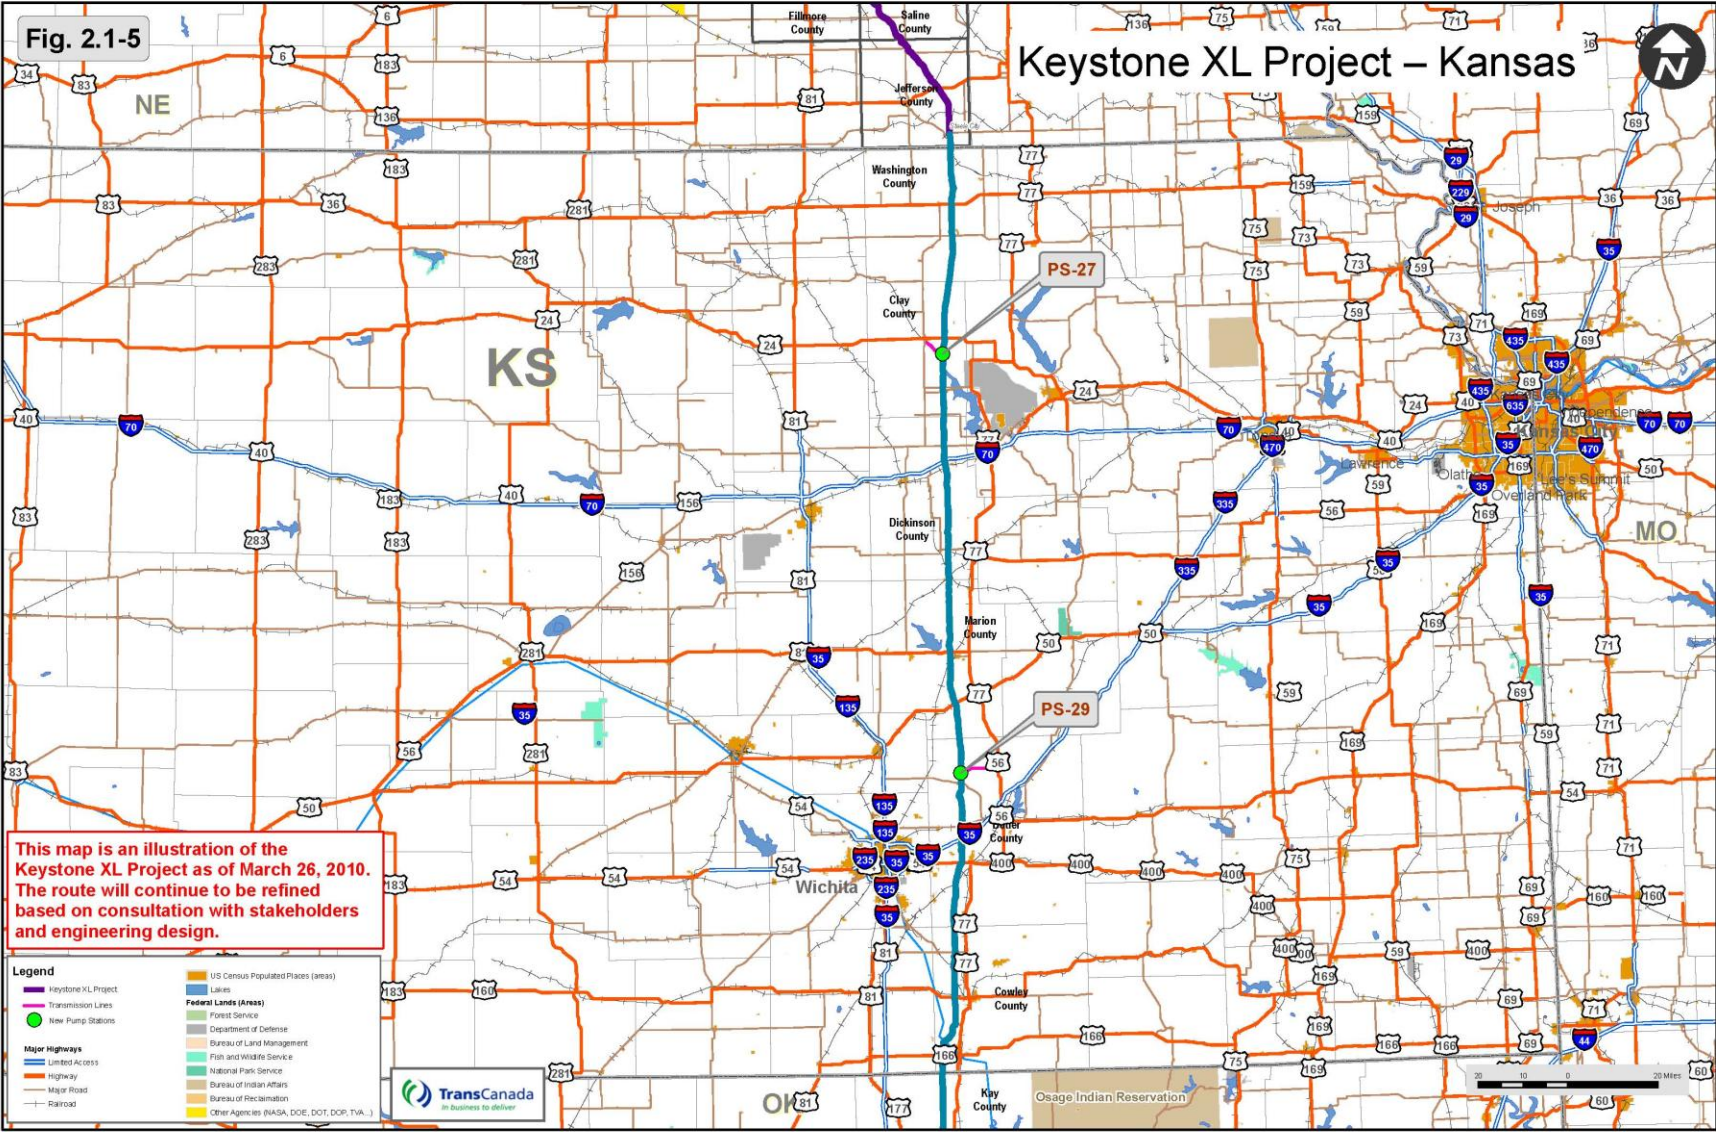 Fig. 2.1-5
Keystone XL Project – Kansas
N
Fillmore
County
Saline
County
Jefferson
County
NE
Washington
County
Joseph
PS-27
Clay
County
KS
Independence
Kansas City
Lawrence
Olathe
Lee's Summit
Overland Park
Dickinson
County
MO
Marion
County
PS-29
Butler
County
Wichita
Cowley
County
Kay
County
OK
Osage Indian Reservation
This map is an illustration of the
Keystone XL Project as of March 26, 2010.
The route will continue to be refined
based on consultation with stakeholders
and engineering design.
Legend
Keystone XL Project
Transmission Lines
New Pump Stations
Major Highways
Limited Access
Highway
Major Road
Railroad
US Census Populated Places (areas)
Lakes
Federal Lands (Areas)
Forest Service
Department of Defense
Bureau of Land Management
Fish and Wildlife Service
National Park Service
Bureau of Indian Affairs
Bureau of Reclamation
Other Agencies (NASA, DOE, DOT, DOP, TVA...)
TransCanada
In business to deliver
20 10 0 20 Miles